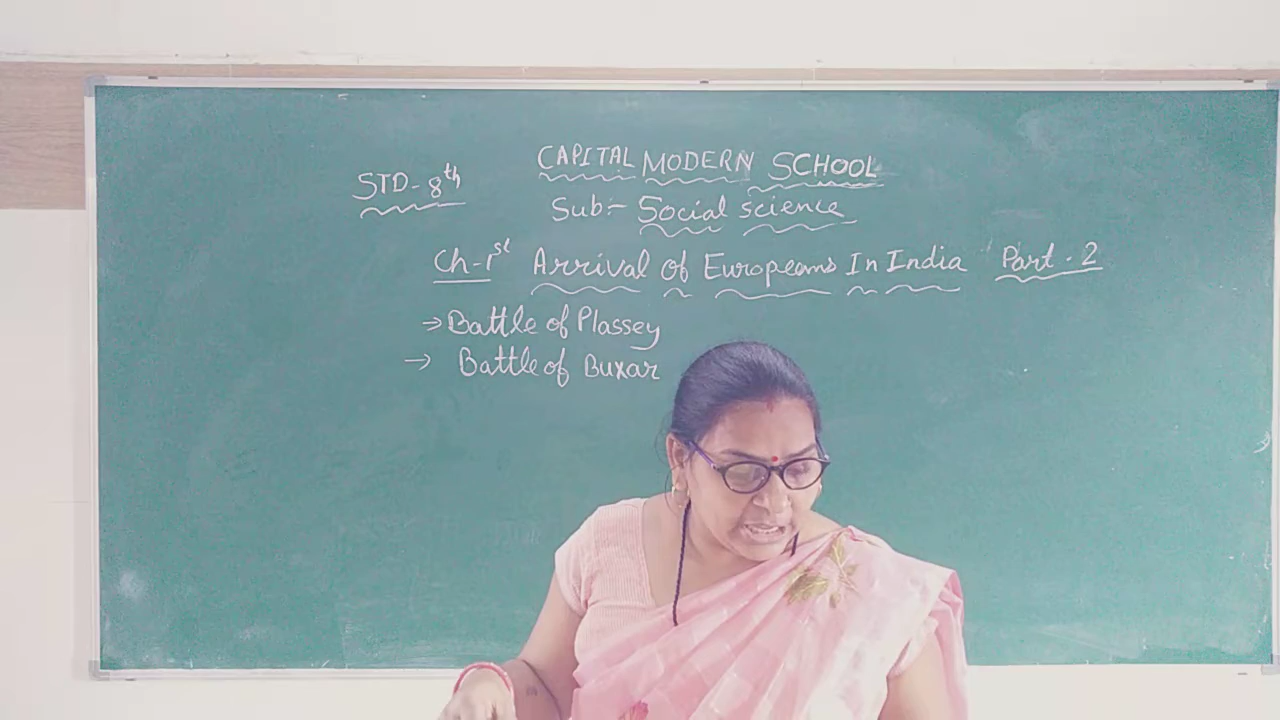 CAPITAL MODERN SCHOOL
STD- 8th
Sub:- Social science
Ch-1st Arrival of Europeans In India Part-2
→ Battle of Plassey
→ Battle of Buxar